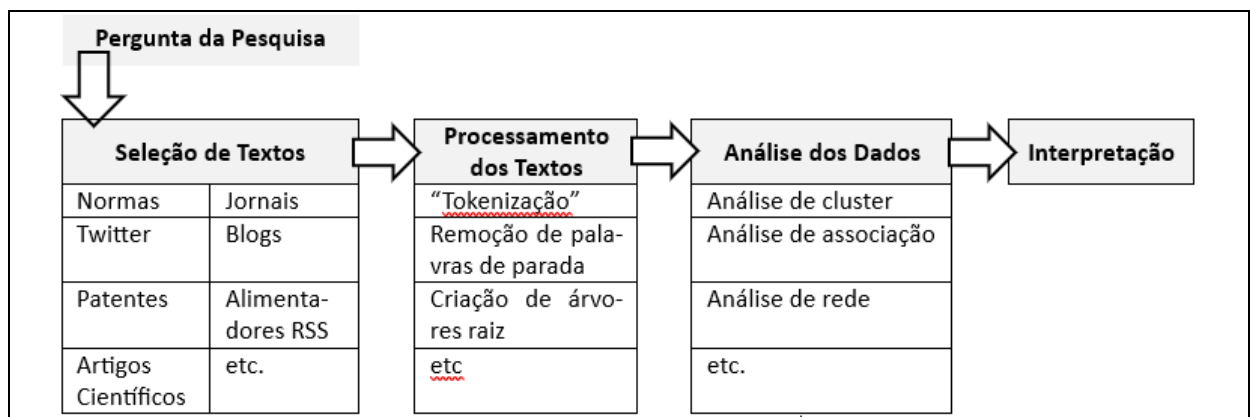 Pergunta da Pesquisa
Seleção de Textos
Normas
Jornais
Twitter
Blogs
Patentes
Alimenta-
dores RSS
Artigos
Científicos
etc.
Processamento
dos Textos
“Tokenização”
Remoção de pala-
vras de parada
Criação de árvo-
res raiz
etc
Análise dos Dados
Análise de cluster
Análise de associação
Análise de rede
etc.
Interpretação